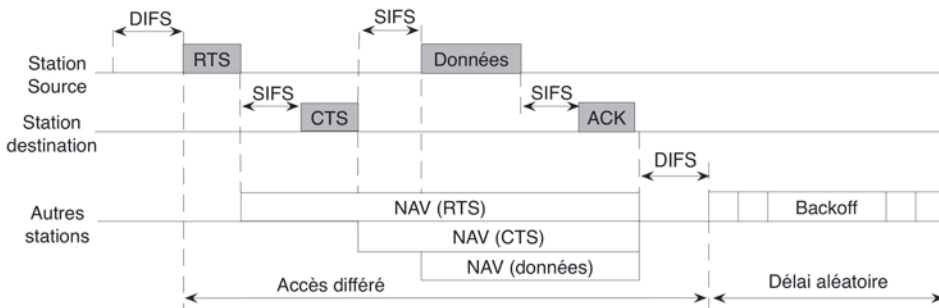 DIFS
SIFS
Station
Source
RTS
Données
SIFS
SIFS
Station
destination
CTS
ACK
DIFS
Autres
stations
NAV (RTS)
Backoff
NAV (CTS)
NAV (données)
Accès différé
Délai aléatoire